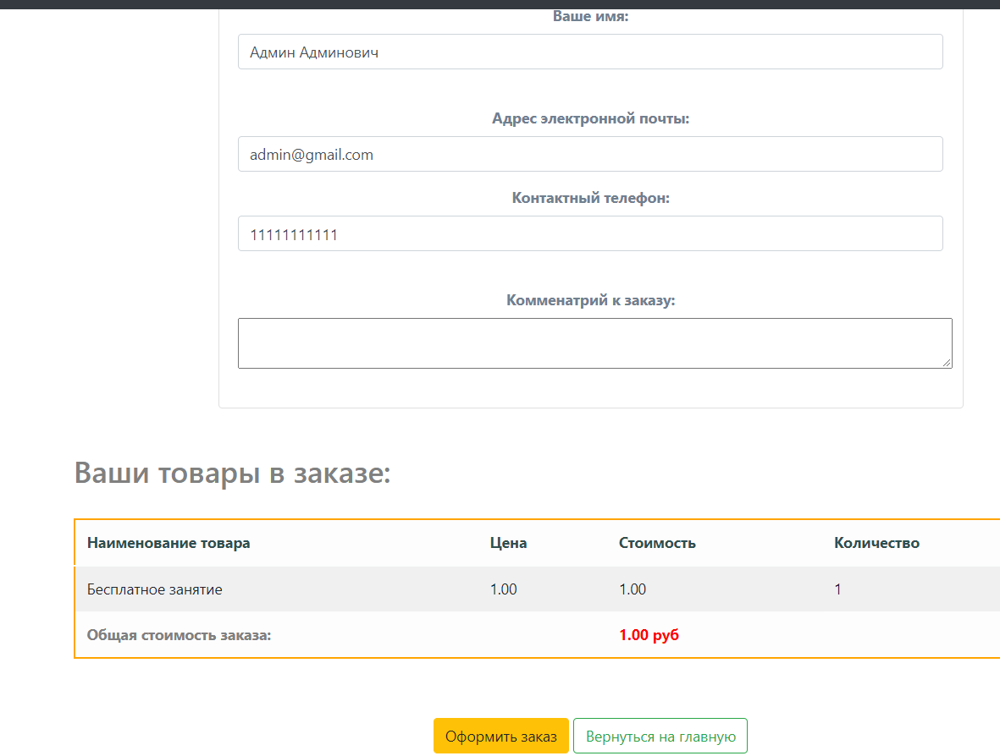 Ваше имя:
Админ Админович
Адрес электронной почты:
admin@gmail.com
Контактный телефон:
11111111111
Комменатрий к заказу:
Ваши товары в заказе:
Наименование товара Цена Стоимость Количество
Бесплатное занятие 1.00 1.00 1
Общая стоимость заказа: 1.00 руб
Оформить заказ Вернуться на главную